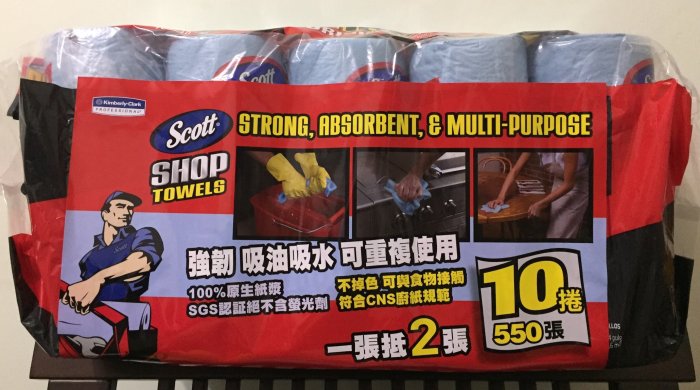 Kimberly-Clark
PROFESSIONAL
Scott
SHOP
TOWELS
STRONG, ABSORBENT, & MULTI-PURPOSE
強韌 吸油吸水 可重複使用
100%原生紙漿
SGS認証絕不含螢光劑
不掉色 可與食物接觸
符合CNS廚紙規範
一張抵2張
10捲
550張
Scott